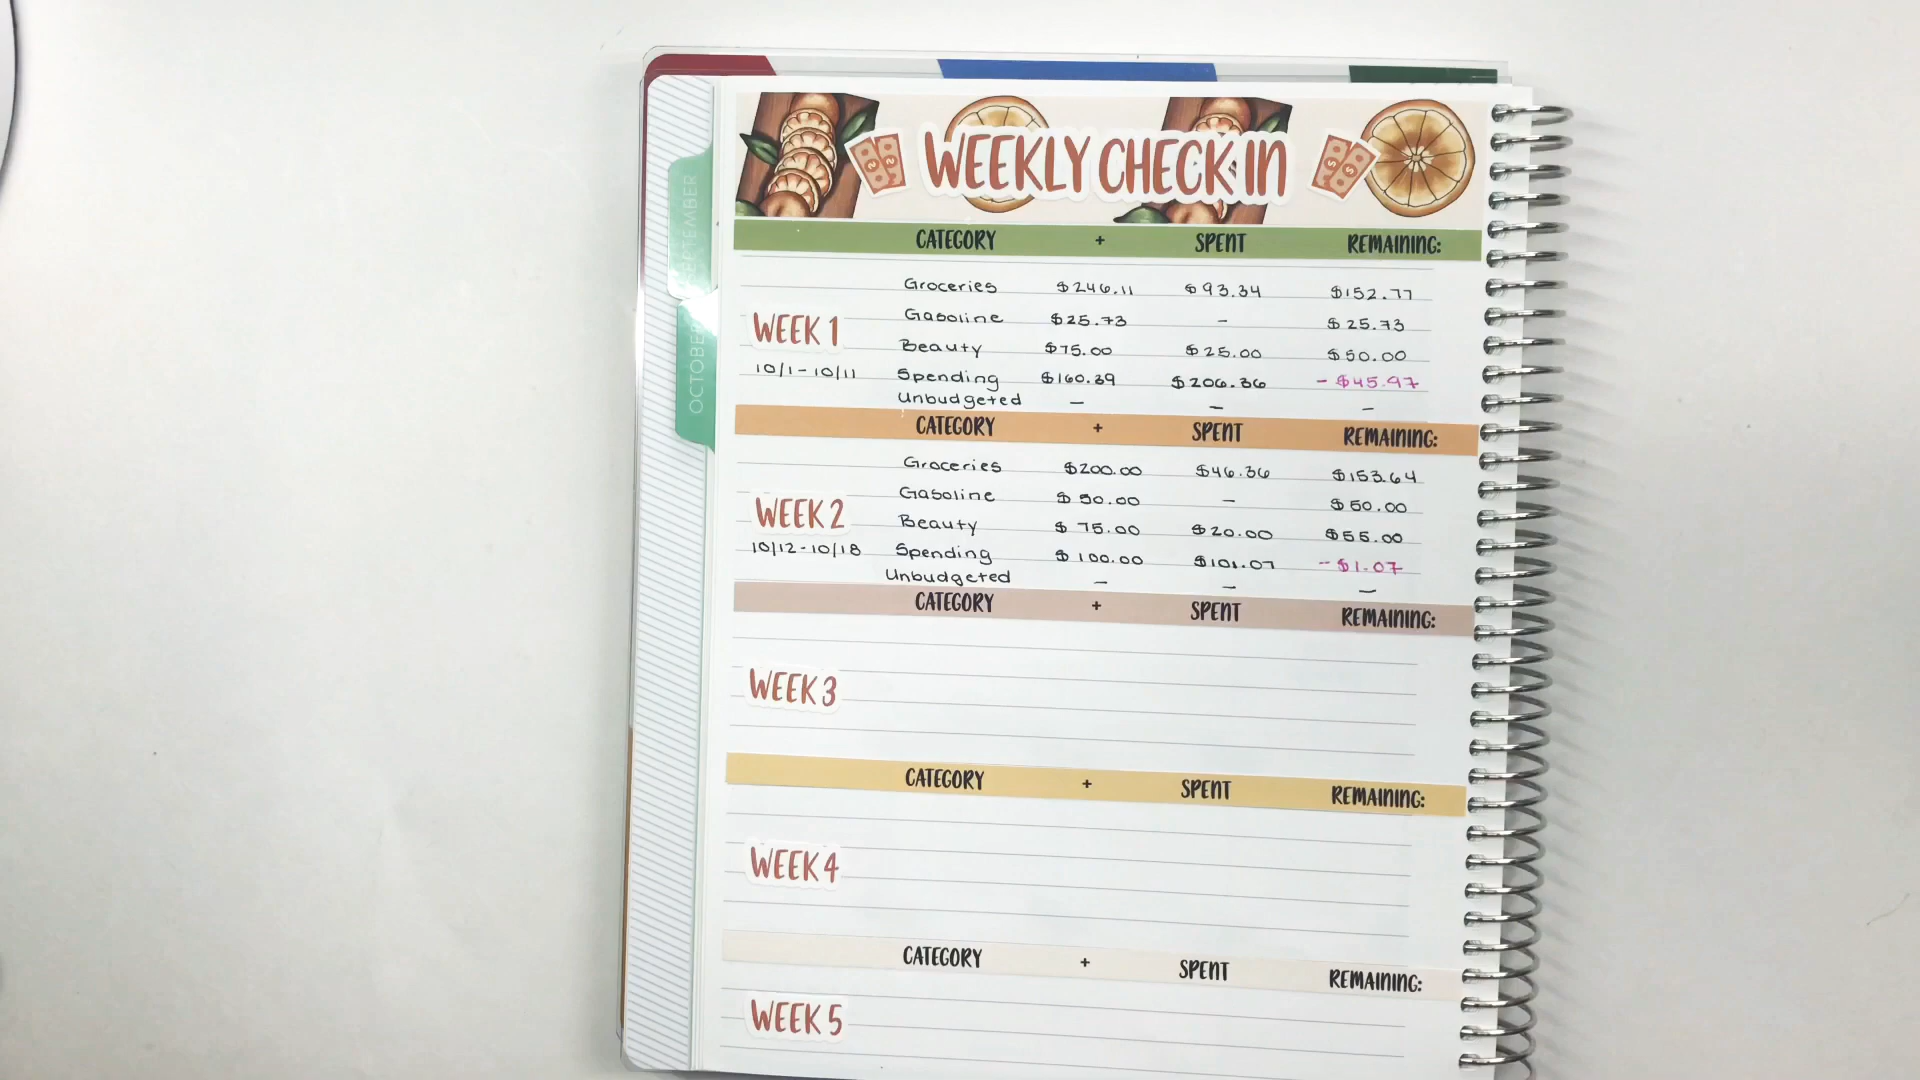 WEEKLY CHECK IN
CATEGORY + SPENT REMAINING:
Groceries $246.11 $93.34 $152.77
Gasoline $25.73 – $25.73
WEEK 1
Beauty $75.00 $25.00 $50.00
10/1-10/11 Spending $160.39 $206.36 - $45.97
Unbudgeted – – –
CATEGORY + SPENT REMAINING:
Groceries $200.00 $46.36 $153.64
Gasoline $50.00 – $50.00
WEEK 2
Beauty $75.00 $20.00 $55.00
10/12-10/18 Spending $100.00 $101.07 - $1.07
Unbudgeted – – –
CATEGORY + SPENT REMAINING:
WEEK 3
CATEGORY + SPENT REMAINING:
WEEK 4
CATEGORY + SPENT REMAINING:
WEEK 5
SEPTEMBER
OCTOBER